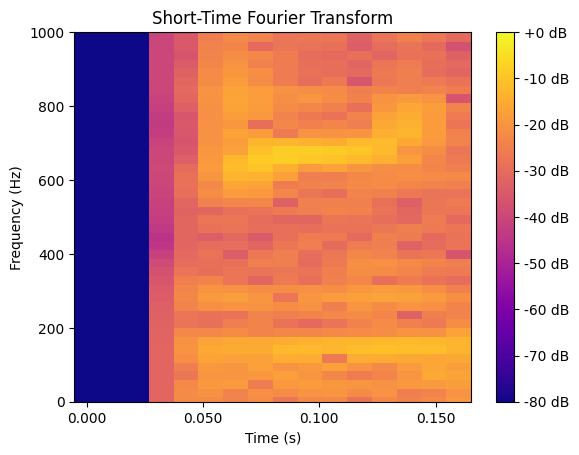 Short-Time Fourier Transform
1000
800
600
400
200
0
Frequency (Hz)
0.000
0.050
0.100
0.150
Time (s)
+0 dB
-10 dB
-20 dB
-30 dB
-40 dB
-50 dB
-60 dB
-70 dB
-80 dB